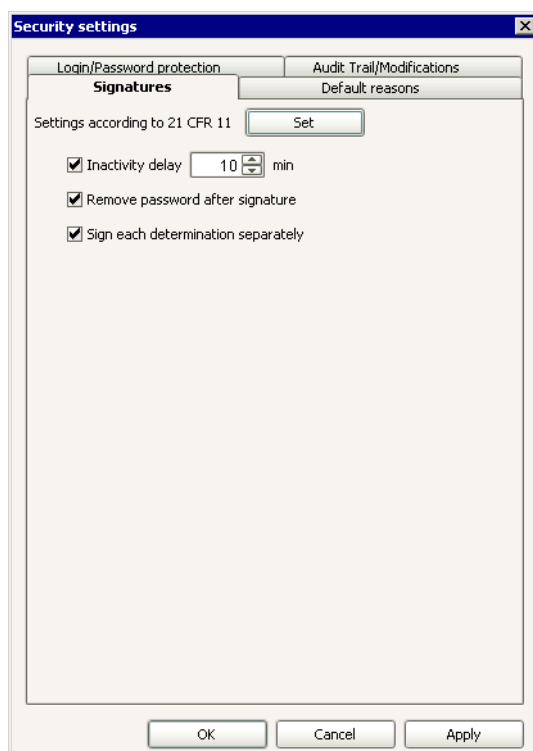 Security settings
Login/Password protection
Audit Trail/Modifications
Signatures
Default reasons
Settings according to 21 CFR 11 Set
Inactivity delay 10 min
Remove password after signature
Sign each determination separately
OK Cancel Apply